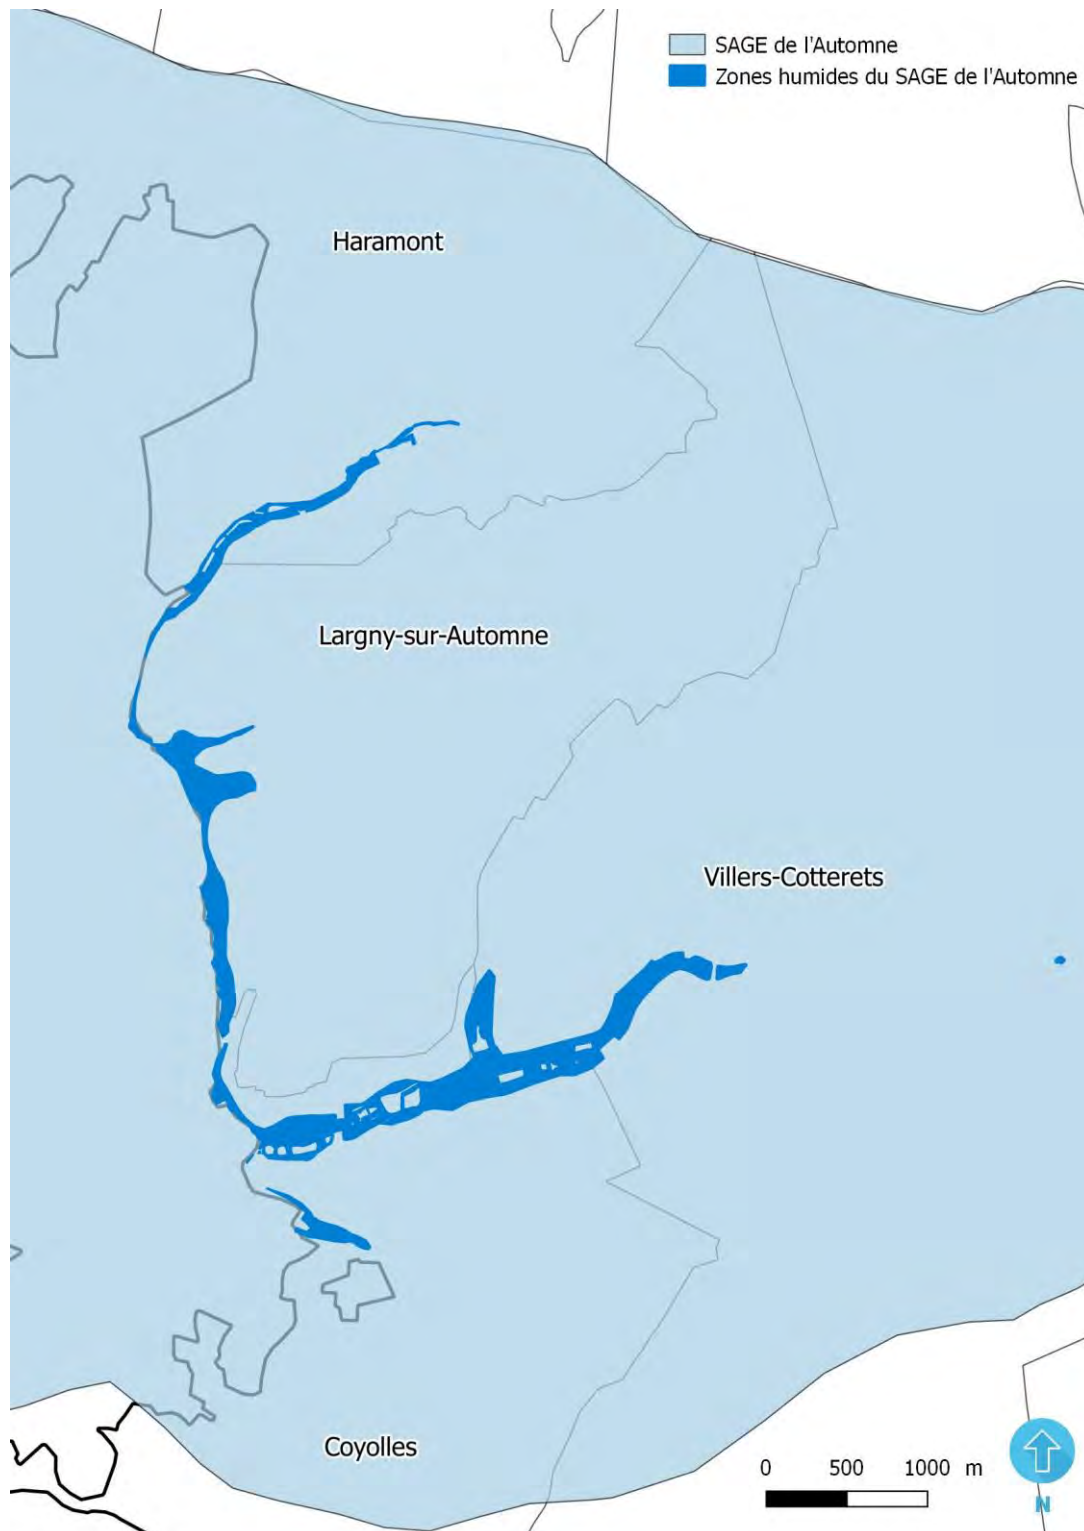 SAGE de l'Automne
Zones humides du SAGE de l'Automne
Haramont
Largny-sur-Automne
Villers-Cotterets
Coyolles
0 500 1000 m
N